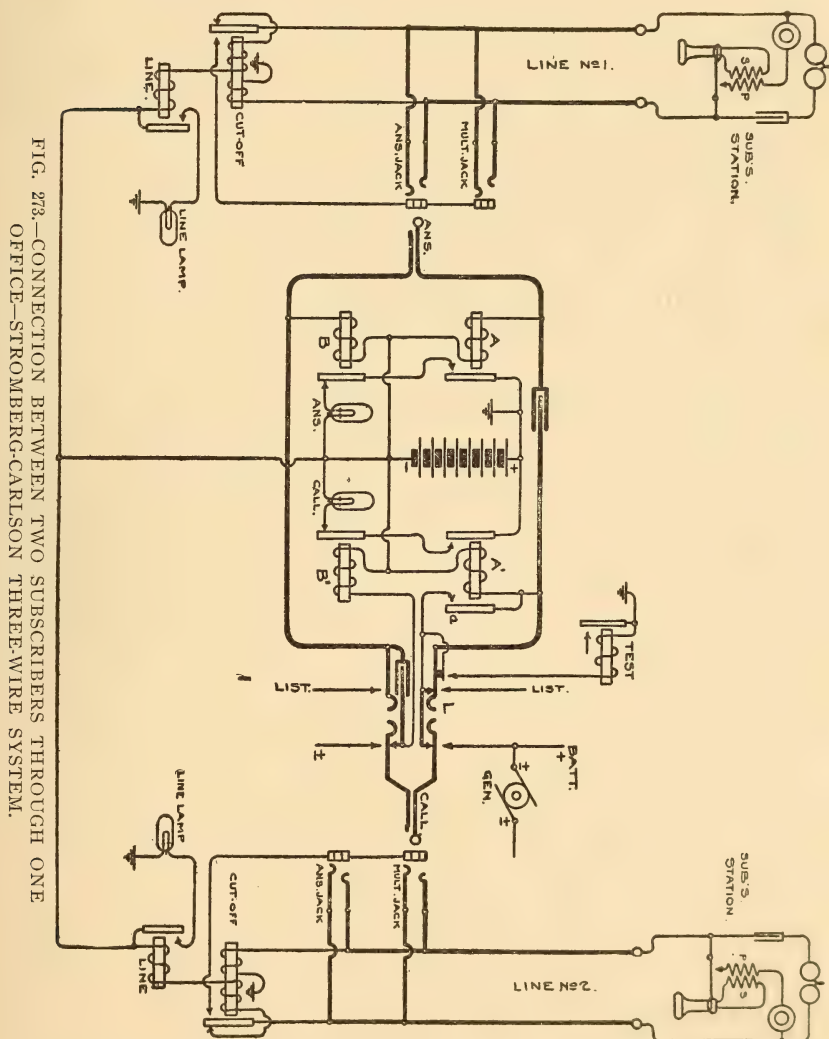 LINE Nº1.
SUB'S.
STATION.
S
P
LINE.
CUT-OFF
ANS. JACK
MULT. JACK
LINE LAMP.
ANS.
B
A
ANS.
CALL.
-
+
B'
A'
a
TEST
LIST.
LIST.
L
±
BATT.
+
GEN.
±
±
CALL
LINE LAMP
CUT-OFF
LINE
ANS. JACK
MULT. JACK
LINE Nº2.
SUB'S
STATION
P
S
FIG. 273.—CONNECTION BETWEEN TWO SUBSCRIBERS THROUGH ONE
OFFICE—STROMBERG-CARLSON THREE-WIRE SYSTEM.